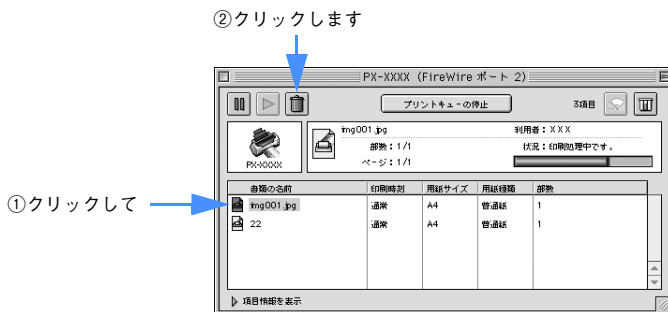 ②クリックします
PX-XXXX（FireWire ポート 2）
プリントキューの停止
3項目
img001.jpg
利用者：XXX
部数：1/1
状況：印刷処理中です。
ページ：1/1
PX-XXXX
書類の名前 印刷時刻 用紙サイズ 用紙種類 部数
①クリックして
img001.jpg 通常 A4 普通紙 1
22 通常 A4 普通紙 1
項目情報を表示